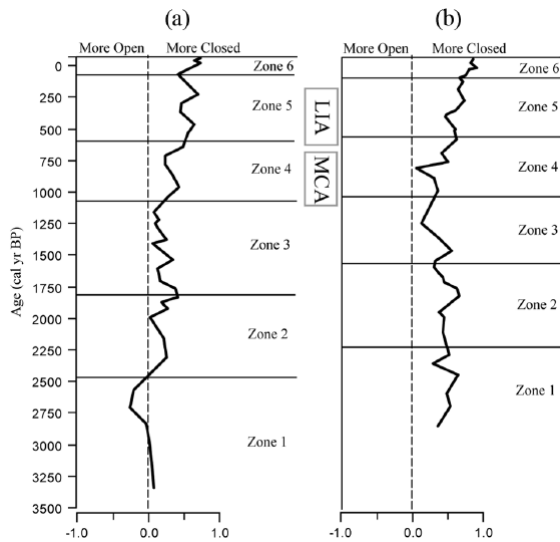 (a)
(b)
More Open More Closed
More Open More Closed
0
250
500
750
1000
1250
1500
1750
2000
2250
2500
2750
3000
3250
3500
Age (cal yr BP)
Zone 6
Zone 5
Zone 4
Zone 3
Zone 2
Zone 1
LIA
MCA
Zone 6
Zone 5
Zone 4
Zone 3
Zone 2
Zone 1
-1.0 0.0 1.0
-1.0 0.0 1.0